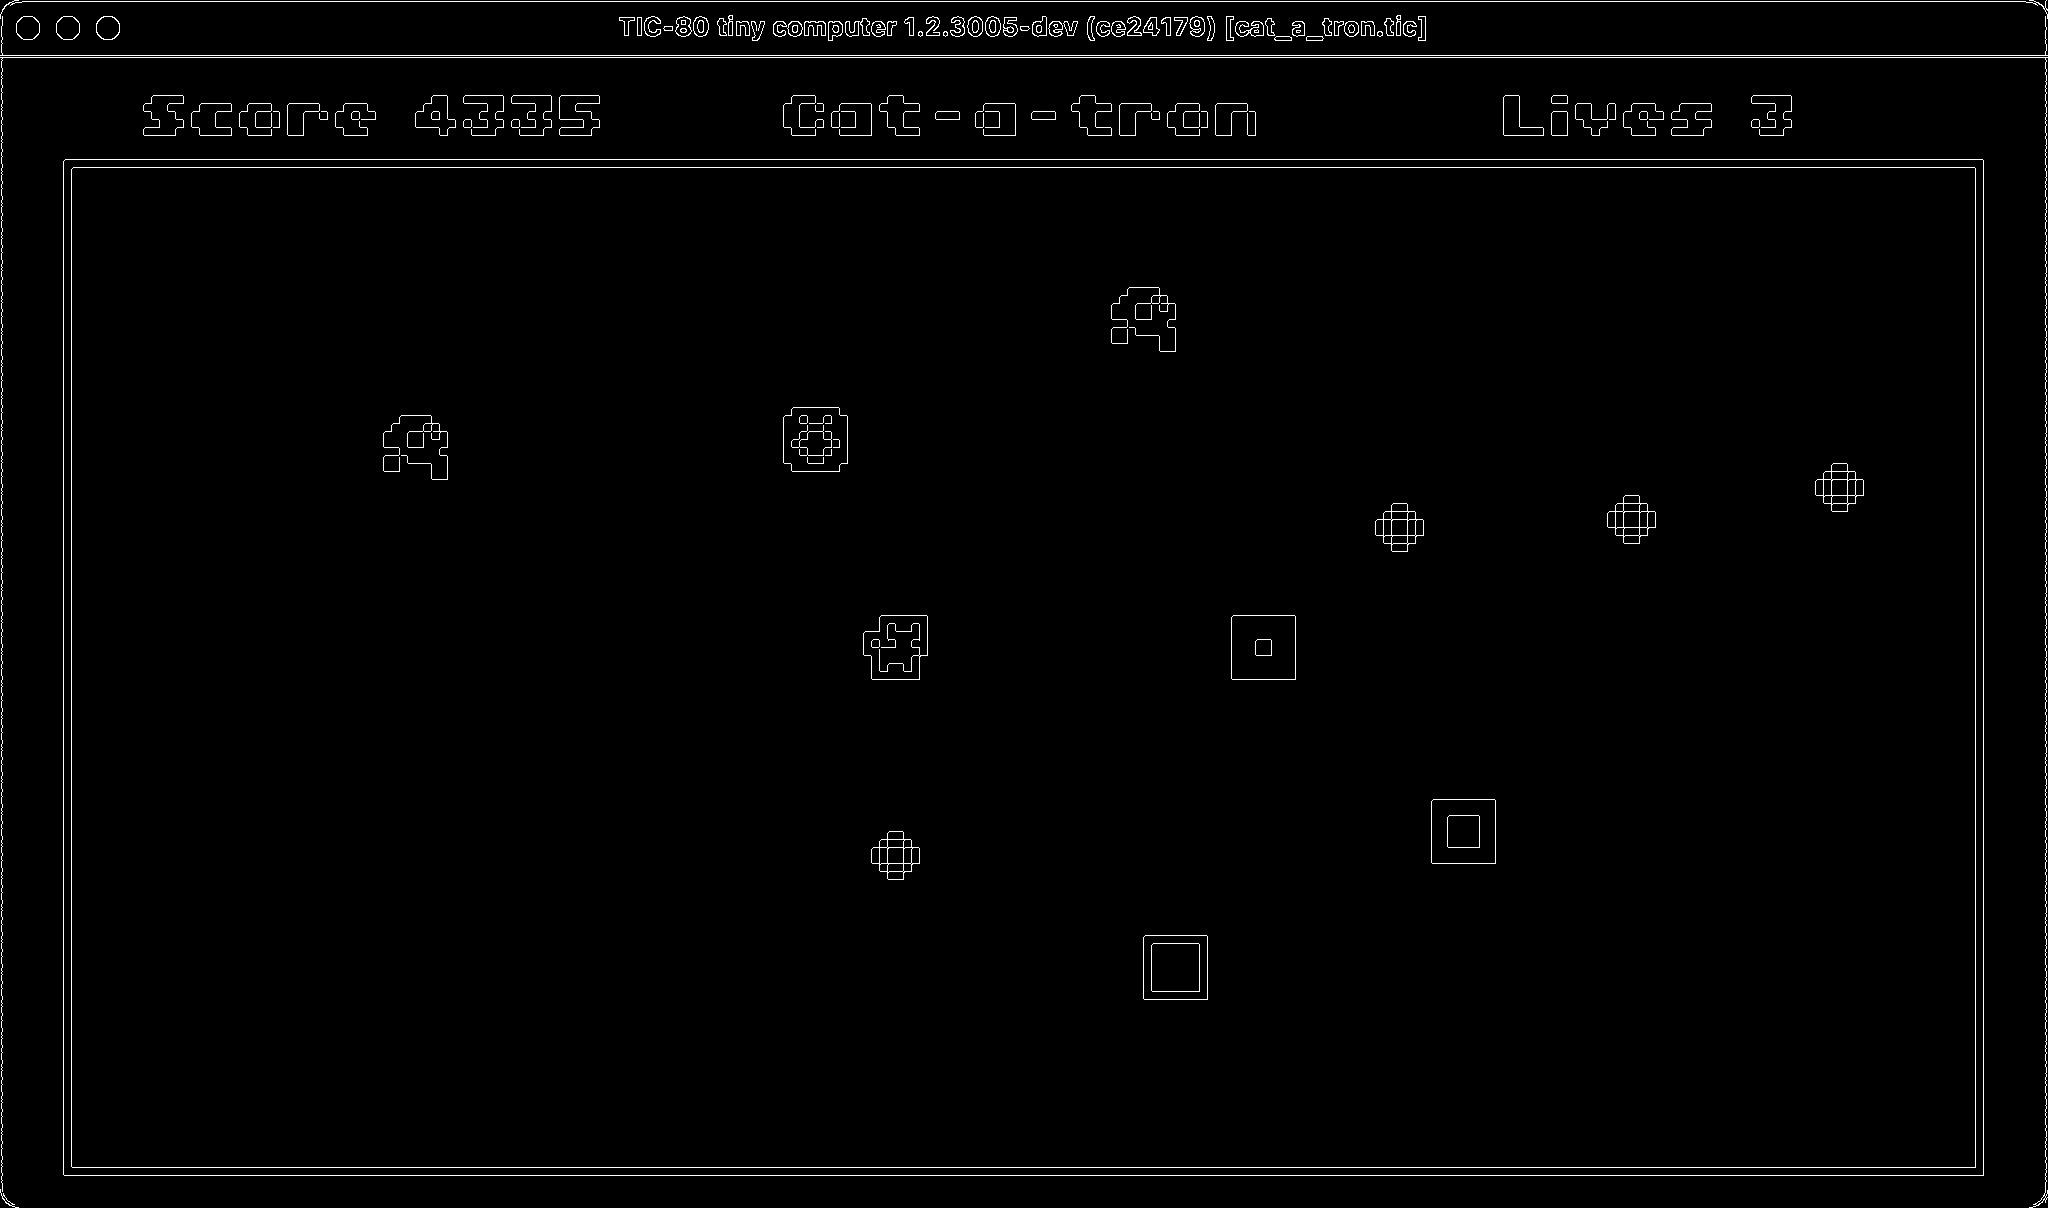 TIC-80 tiny computer 1.2.3005-dev (ce24179) [cat_a_tron.tic]
Score 4335 Cat-a-tron Lives 3